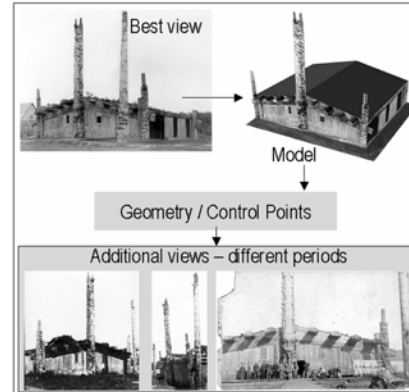 Best view
Model
Geometry / Control Points
Additional views – different periods